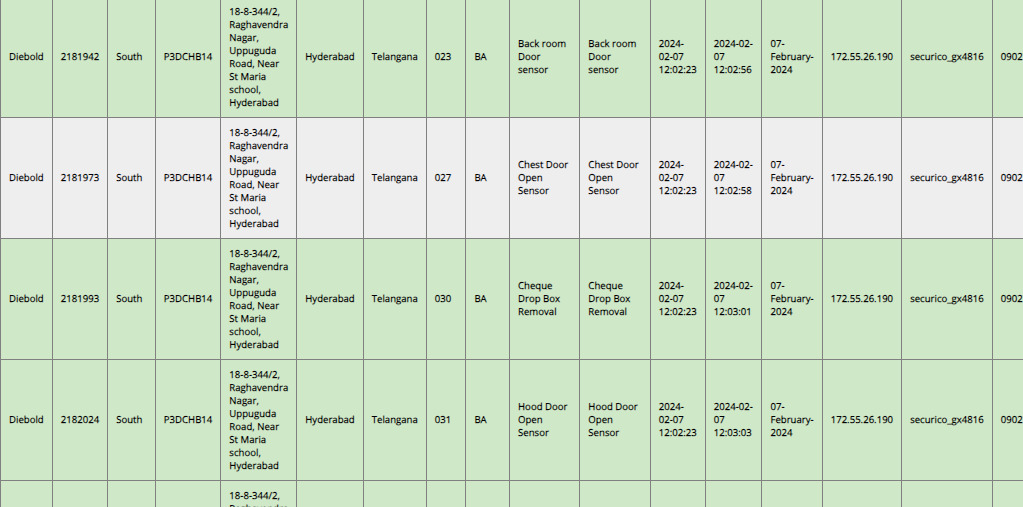 Diebold 2181942 South P3DCHB14 18-8-344/2, Raghavendra Nagar, Uppuguda Road, Near St Maria school, Hyderabad Hyderabad Telangana 023 BA Back room Door sensor Back room Door sensor 2024-02-07 12:02:23 2024-02-07 12:02:56 07-February-2024 172.55.26.190 securico_gx4816 0902
Diebold 2181973 South P3DCHB14 18-8-344/2, Raghavendra Nagar, Uppuguda Road, Near St Maria school, Hyderabad Hyderabad Telangana 027 BA Chest Door Open Sensor Chest Door Open Sensor 2024-02-07 12:02:23 2024-02-07 12:02:58 07-February-2024 172.55.26.190 securico_gx4816 0902
Diebold 2181993 South P3DCHB14 18-8-344/2, Raghavendra Nagar, Uppuguda Road, Near St Maria school, Hyderabad Hyderabad Telangana 030 BA Cheque Drop Box Removal Cheque Drop Box Removal 2024-02-07 12:02:23 2024-02-07 12:03:01 07-February-2024 172.55.26.190 securico_gx4816 0902
Diebold 2182024 South P3DCHB14 18-8-344/2, Raghavendra Nagar, Uppuguda Road, Near St Maria school, Hyderabad Hyderabad Telangana 031 BA Hood Door Open Sensor Hood Door Open Sensor 2024-02-07 12:02:23 2024-02-07 12:03:03 07-February-2024 172.55.26.190 securico_gx4816 0902
18-8-344/2,